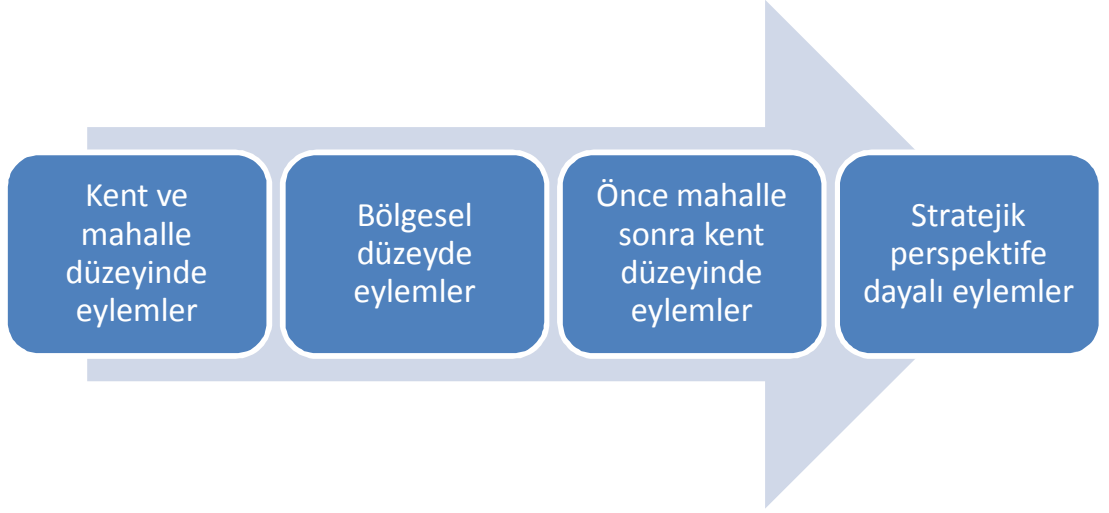 Kent ve
mahalle
düzeyinde
eylemler
Bölgesel
düzeyde
eylemler
Önce mahalle
sonra kent
düzeyinde
eylemler
Stratejik
perspektife
dayalı eylemler